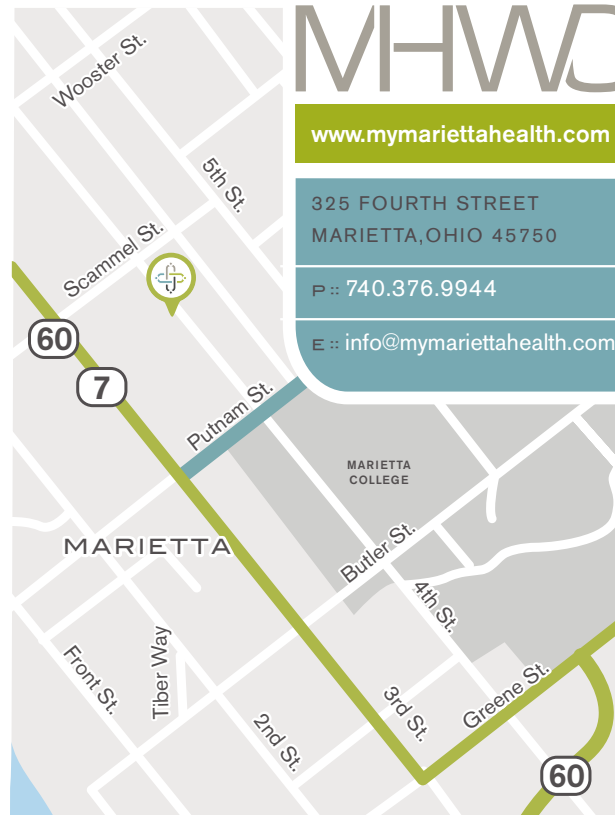 MHWC
www.mymariettahealth.com
325 FOURTH STREET
MARIETTA,OHIO 45750
P :: 740.376.9944
E :: info@mymariettahealth.com
Wooster St.
5th St.
Scammel St.
60
7
Putnam St.
MARIETTA
COLLEGE
MARIETTA
Butler St.
4th St.
Front St.
Tiber Way
2nd St.
3rd St.
Greene St.
60